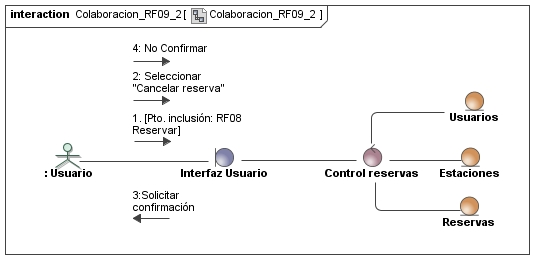 interaction Colaboracion_RF09_2 [ Colaboracion_RF09_2 ]
4: No Confirmar
2: Seleccionar
"Cancelar reserva"
1. [Pto. inclusión: RF08
Reservar]
Usuarios
: Usuario
Interfaz Usuario
Control reservas
Estaciones
3:Solicitar
confirmación
Reservas